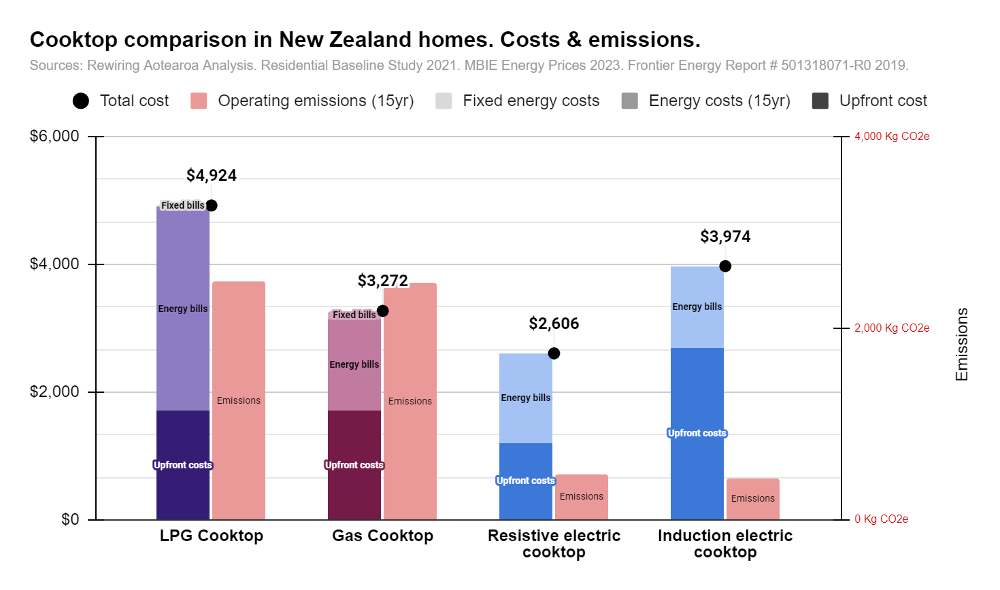 Cooktop comparison in New Zealand homes. Costs & emissions.
Sources: Rewiring Aotearoa Analysis. Residential Baseline Study 2021. MBIE Energy Prices 2023. Frontier Energy Report # 501318071-R0 2019.
Total cost Operating emissions (15yr) Fixed energy costs Energy costs (15yr) Upfront cost
$6,000
4,000 Kg CO2e
$4,924
Fixed bills
$3,974
$4,000
$3,272
Energy bills
Fixed bills
Energy bills
$2,606
2,000 Kg CO2e
Emissions
Energy bills
$2,000
Energy bills
Emissions
Emissions
Upfront costs
Upfront costs
Upfront costs
Upfront costs
Emissions
Emissions
$0
0 Kg CO2e
LPG Cooktop
Gas Cooktop
Resistive electric
cooktop
Induction electric
cooktop